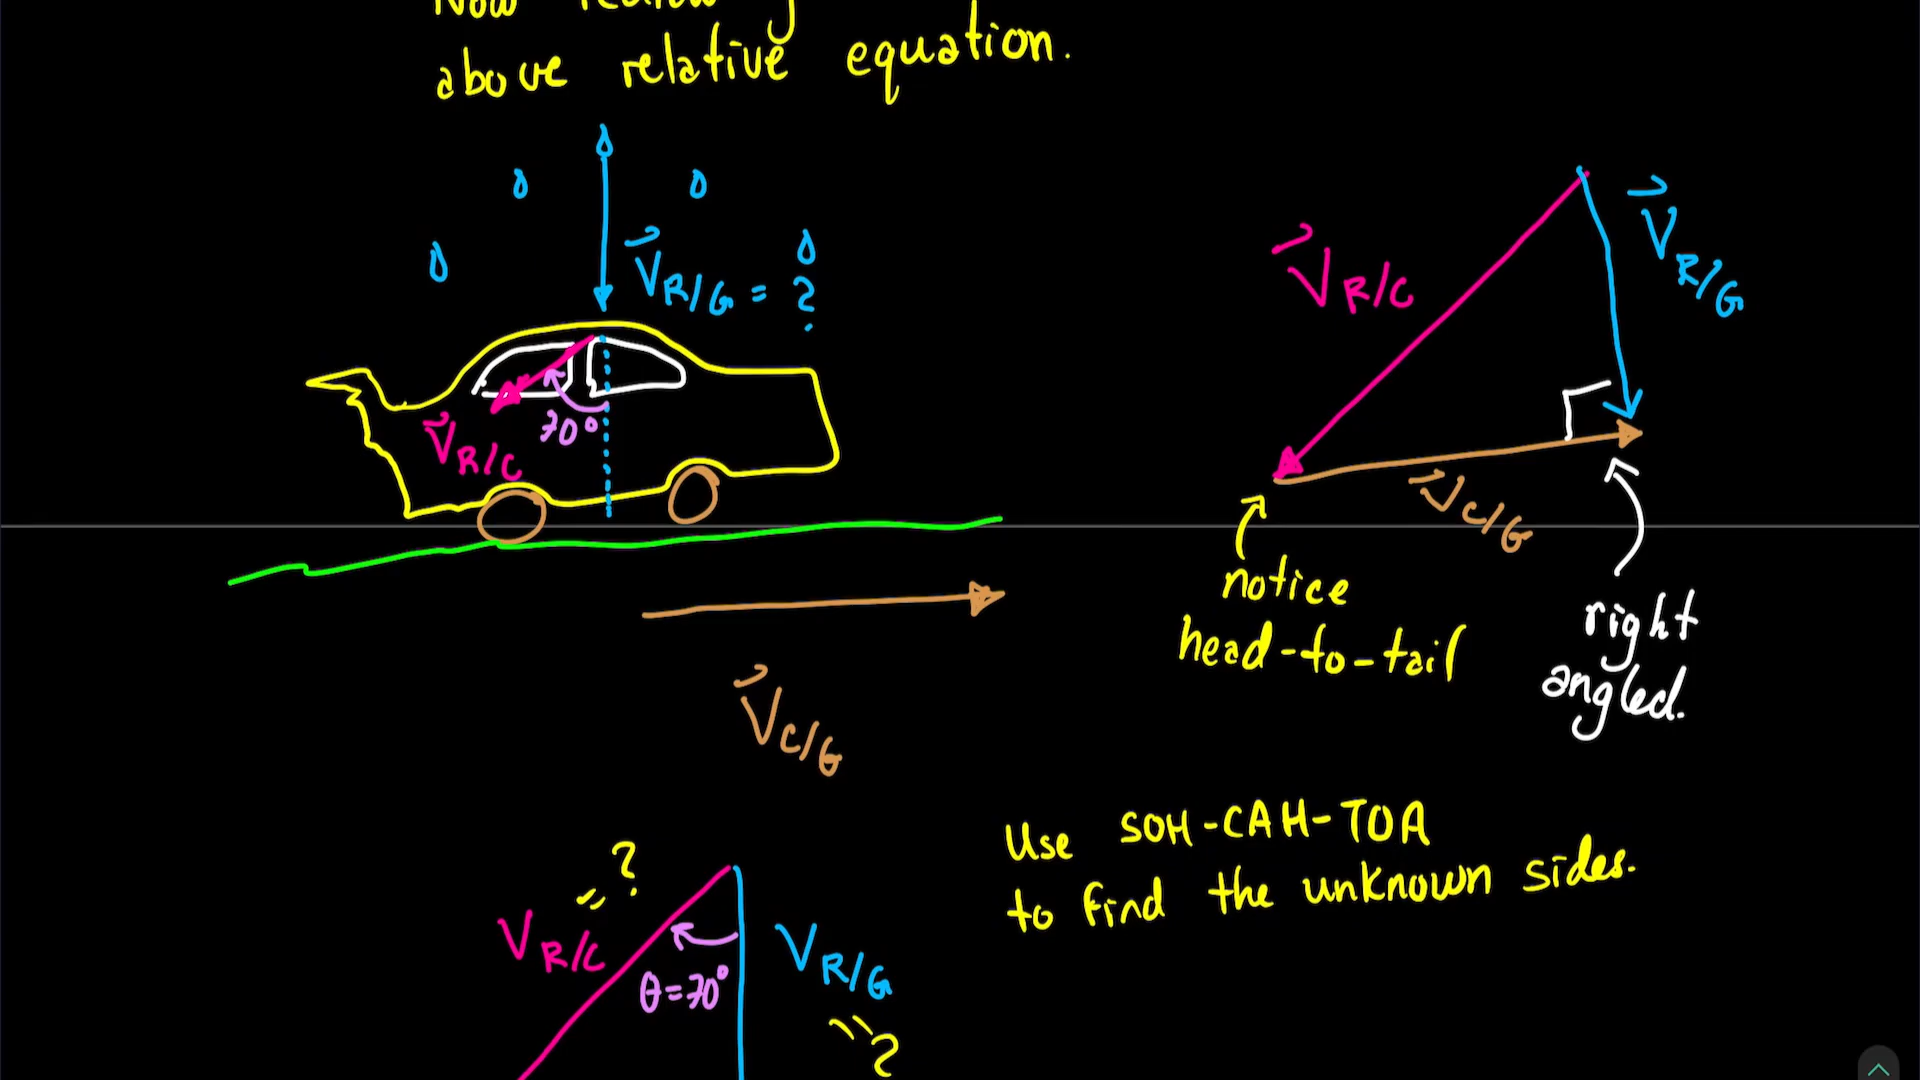 Now
above relative equation.
V⃗R/G = ?
70°
V⃗R/C
V⃗C/G
V⃗R/C
V⃗R/G
V⃗C/G
notice
head-to-tail
right
angled.
Use SOH-CAH-TOA
to find the unknown sides.
VR/C = ?
θ=70°
VR/G
= ?